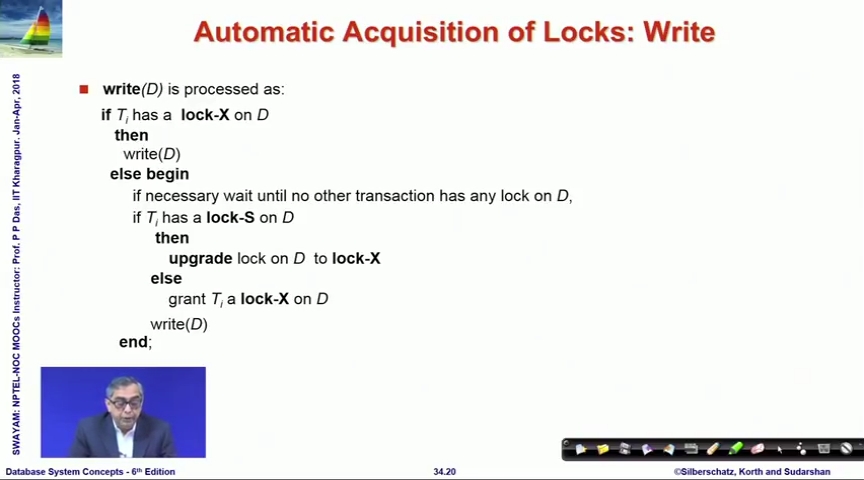 Automatic Acquisition of Locks: Write
write(D) is processed as:
if Ti has a lock-X on D
then
write(D)
else begin
if necessary wait until no other transaction has any lock on D,
if Ti has a lock-S on D
then
upgrade lock on D to lock-X
else
grant Ti a lock-X on D
write(D)
end;
SWAYAM: NPTEL-NOC MOOCs Instructor: Prof. P P Das, IIT Kharagpur. Jan-Apr, 2018
Database System Concepts - 6th Edition
34.20
©Silberschatz, Korth and Sudarshan